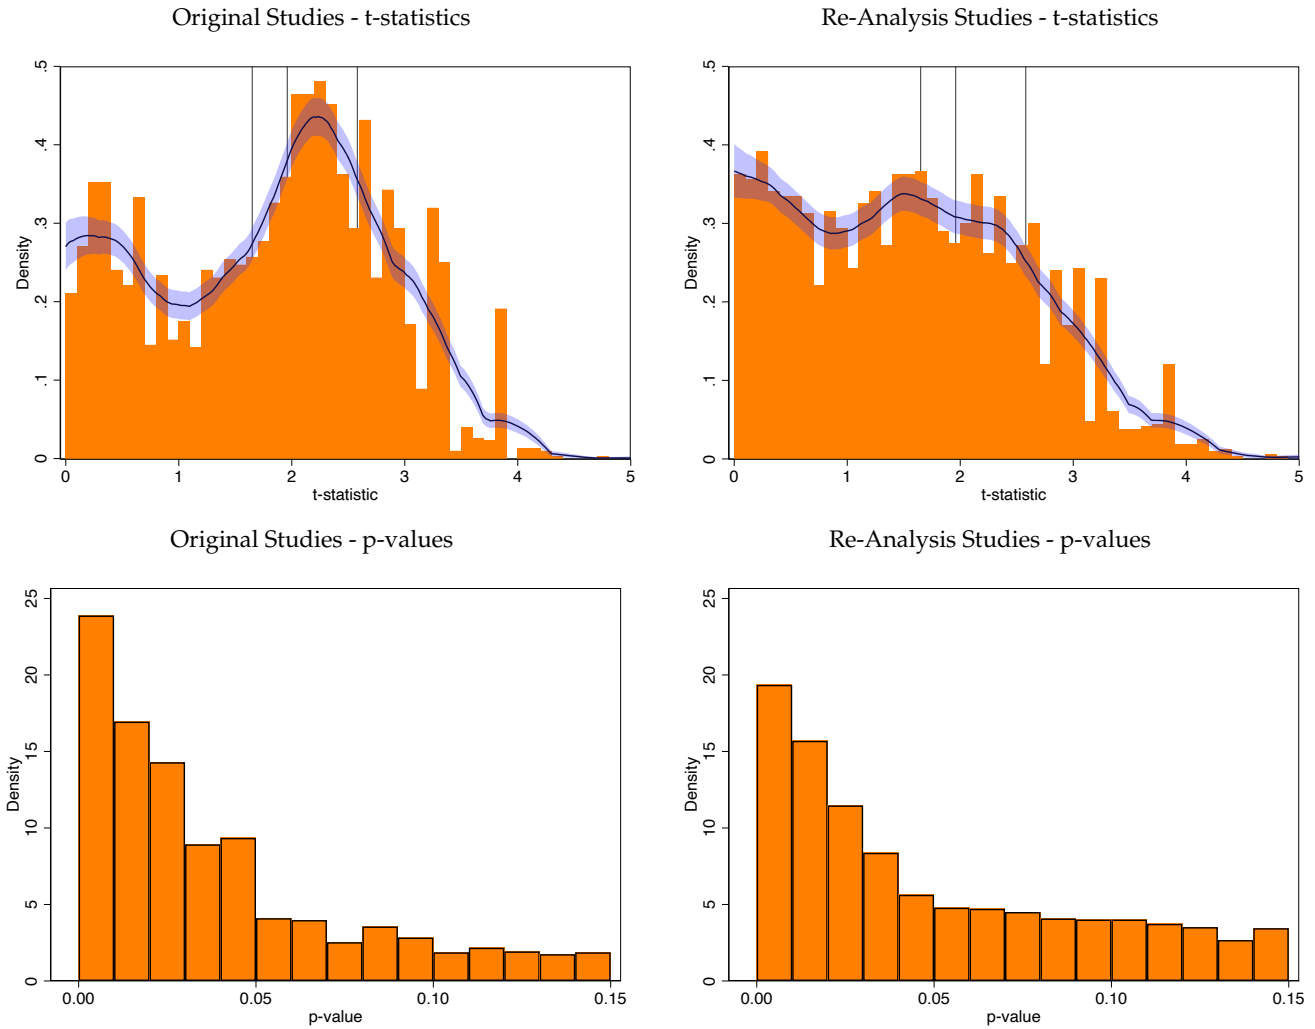 Original Studies - t-statistics
Re-Analysis Studies - t-statistics
.5
.4
.3
.2
.1
0
Density
0 1 2 3 4 5
t-statistic
.5
.4
.3
.2
.1
0
Density
0 1 2 3 4 5
t-statistic
Original Studies - p-values
Re-Analysis Studies - p-values
25
20
15
10
5
0
Density
0.00 0.05 0.10 0.15
p-value
25
20
15
10
5
0
Density
0.00 0.05 0.10 0.15
p-value